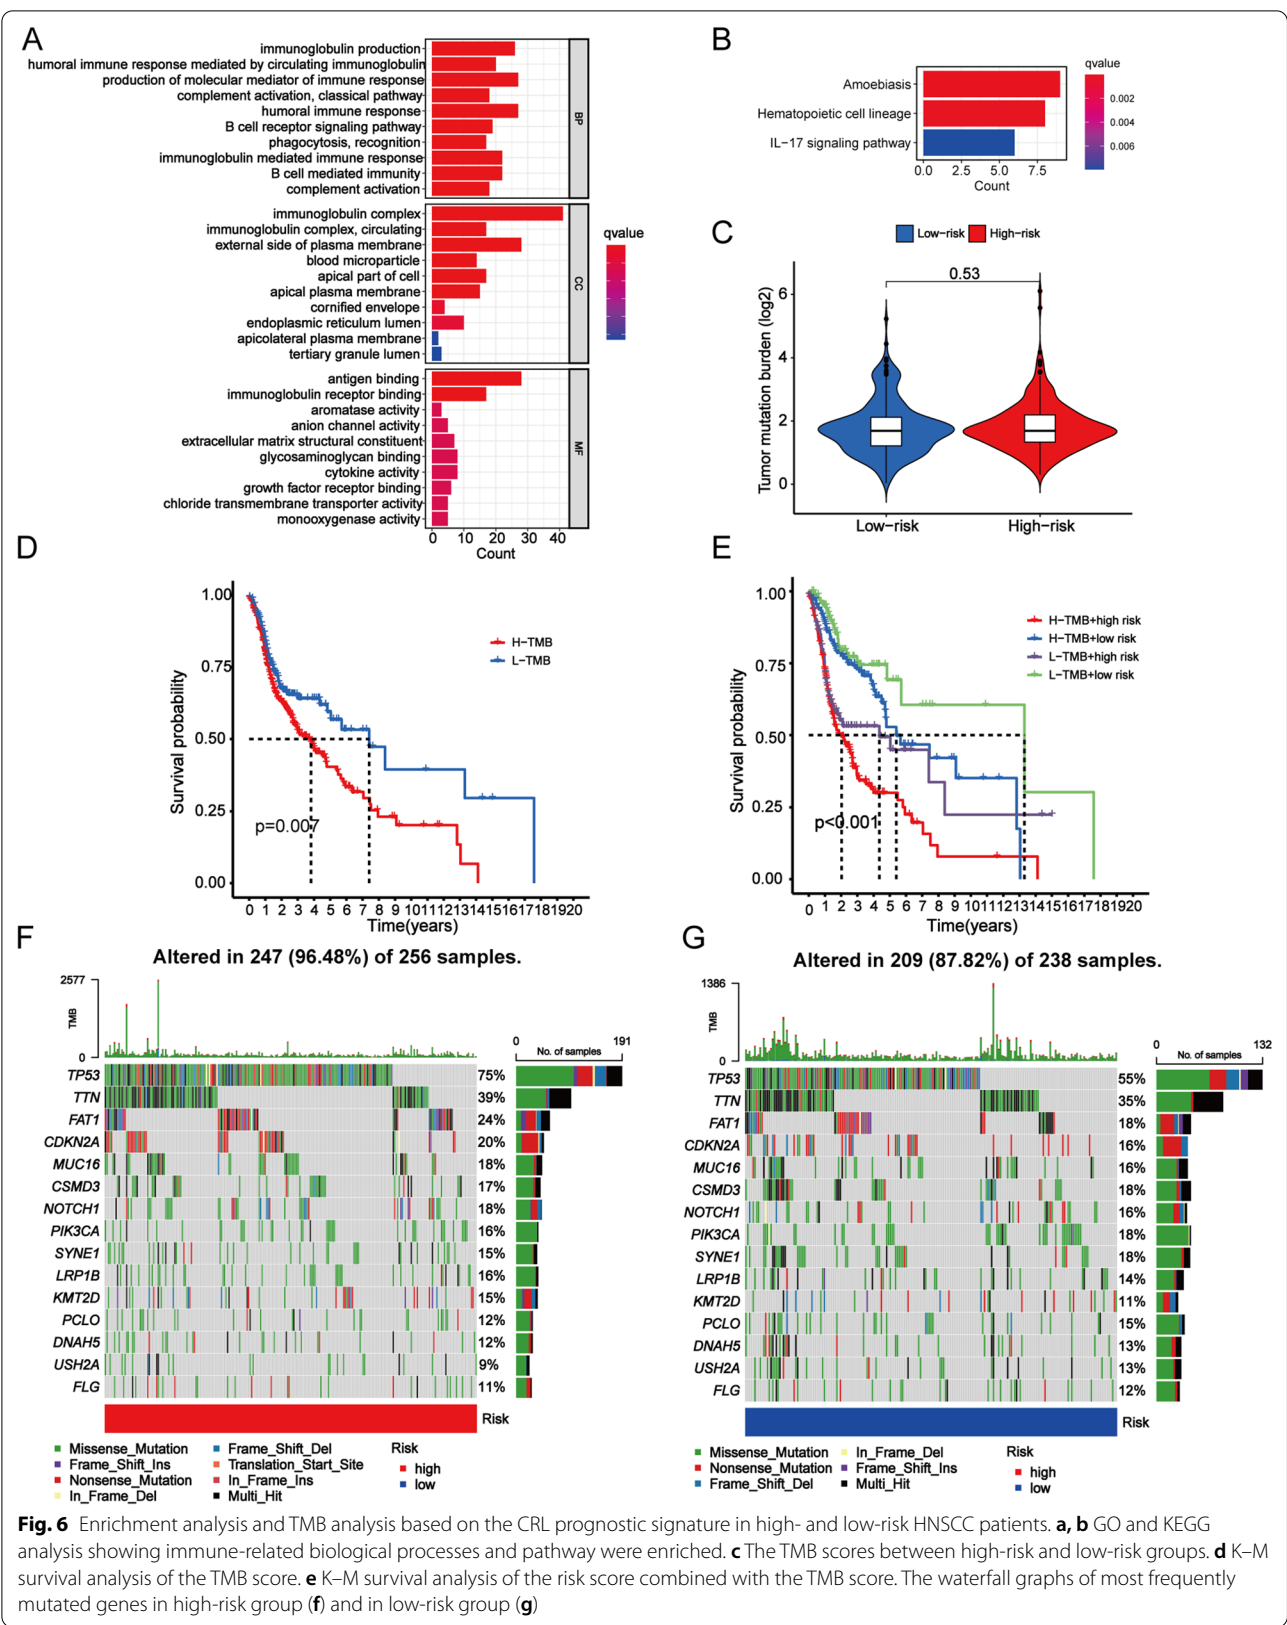 A
immunoglobulin production
humoral immune response mediated by circulating immunoglobulin
production of molecular mediator of immune response
complement activation, classical pathway
humoral immune response
B cell receptor signaling pathway
phagocytosis, recognition
immunoglobulin mediated immune response
B cell mediated immunity
complement activation
BP
immunoglobulin complex
immunoglobulin complex, circulating
external side of plasma membrane
blood microparticle
apical part of cell
apical plasma membrane
cornified envelope
endoplasmic reticulum lumen
apicolateral plasma membrane
tertiary granule lumen
CC
antigen binding
immunoglobulin receptor binding
aromatase activity
anion channel activity
extracellular matrix structural constituent
glycosaminoglycan binding
cytokine activity
growth factor receptor binding
chloride transmembrane transporter activity
monooxygenase activity
MF
0 10 20 30 40
Count
qvalue
B
Amoebiasis
Hematopoietic cell lineage
IL−17 signaling pathway
0.0 2.5 5.0 7.5
Count
qvalue
0.002
0.004
0.006
C
Low−risk High−risk
0.53
Tumor mutation burden (log2)
6
4
2
0
Low−risk High−risk
D
Survival probability
1.00
0.75
0.50
0.25
0.00
H−TMB
L−TMB
p=0.007
0 1 2 3 4 5 6 7 8 9 1011121314151617181920
Time(years)
E
Survival probability
1.00
0.75
0.50
0.25
0.00
H−TMB+high risk
H−TMB+low risk
L−TMB+high risk
L−TMB+low risk
p<0.001
0 1 2 3 4 5 6 7 8 9 1011121314151617181920
Time(years)
F
Altered in 247 (96.48%) of 256 samples.
2577
TMB
0
0 191
No. of samples
TP53 75%
TTN 39%
FAT1 24%
CDKN2A 20%
MUC16 18%
CSMD3 17%
NOTCH1 18%
PIK3CA 16%
SYNE1 15%
LRP1B 16%
KMT2D 15%
PCLO 12%
DNAH5 12%
USH2A 9%
FLG 11%
Risk
Missense_Mutation Frame_Shift_Del Risk
Frame_Shift_Ins Translation_Start_Site high
Nonsense_Mutation In_Frame_Ins low
In_Frame_Del Multi_Hit
G
Altered in 209 (87.82%) of 238 samples.
1386
TMB
0
0 132
No. of samples
TP53 55%
TTN 35%
FAT1 18%
CDKN2A 16%
MUC16 16%
CSMD3 18%
NOTCH1 16%
PIK3CA 18%
SYNE1 18%
LRP1B 14%
KMT2D 11%
PCLO 15%
DNAH5 13%
USH2A 13%
FLG 12%
Risk
Missense_Mutation In_Frame_Del Risk
Nonsense_Mutation Frame_Shift_Ins high
Frame_Shift_Del Multi_Hit low
Fig. 6 Enrichment analysis and TMB analysis based on the CRL prognostic signature in high- and low-risk HNSCC patients. a, b GO and KEGG
analysis showing immune-related biological processes and pathway were enriched. c The TMB scores between high-risk and low-risk groups. d K–M
survival analysis of the TMB score. e K–M survival analysis of the risk score combined with the TMB score. The waterfall graphs of most frequently
mutated genes in high-risk group (f) and in low-risk group (g)